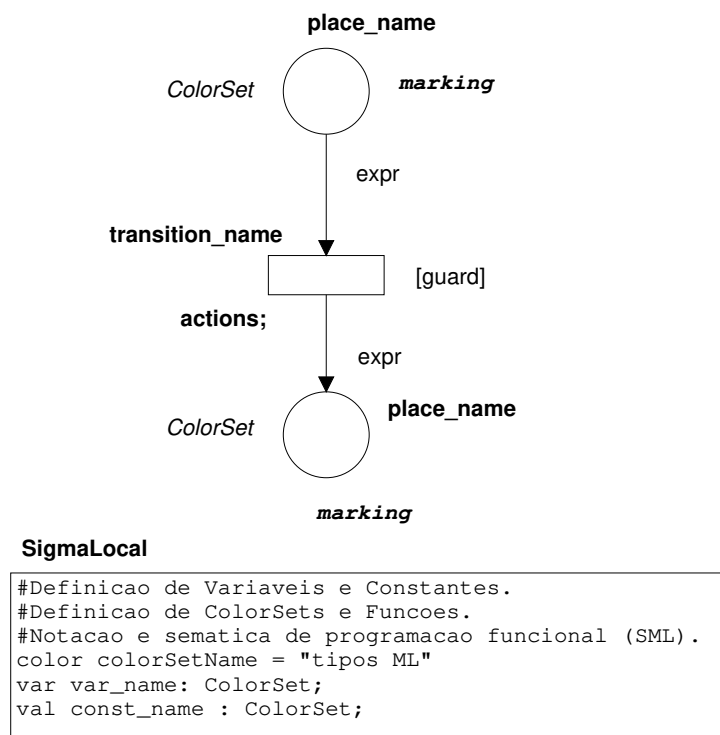 place_name
ColorSet
marking
expr
transition_name
[guard]
actions;
expr
place_name
ColorSet
marking
SigmaLocal
#Definicao de Variaveis e Constantes.
#Definicao de ColorSets e Funcoes.
#Notacao e sematica de programacao funcional (SML).
color colorSetName = "tipos ML"
var var_name: ColorSet;
val const_name : ColorSet;